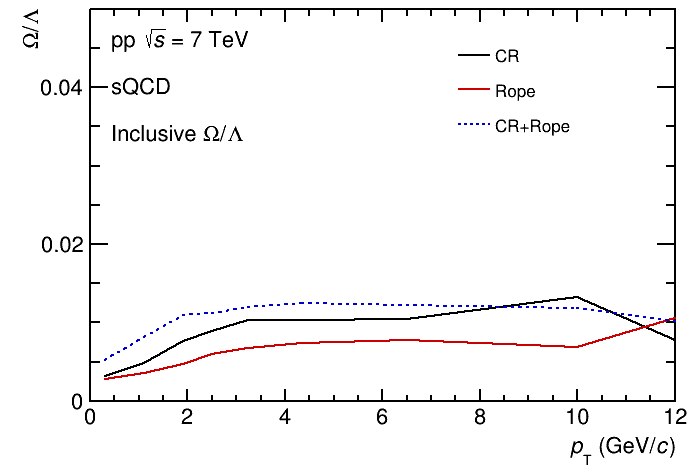 Ω/Λ
pp √s = 7 TeV
sQCD
Inclusive Ω/Λ
CR
Rope
CR+Rope
0.04
0.02
0
0 2 4 6 8 10 12
pT (GeV/c)